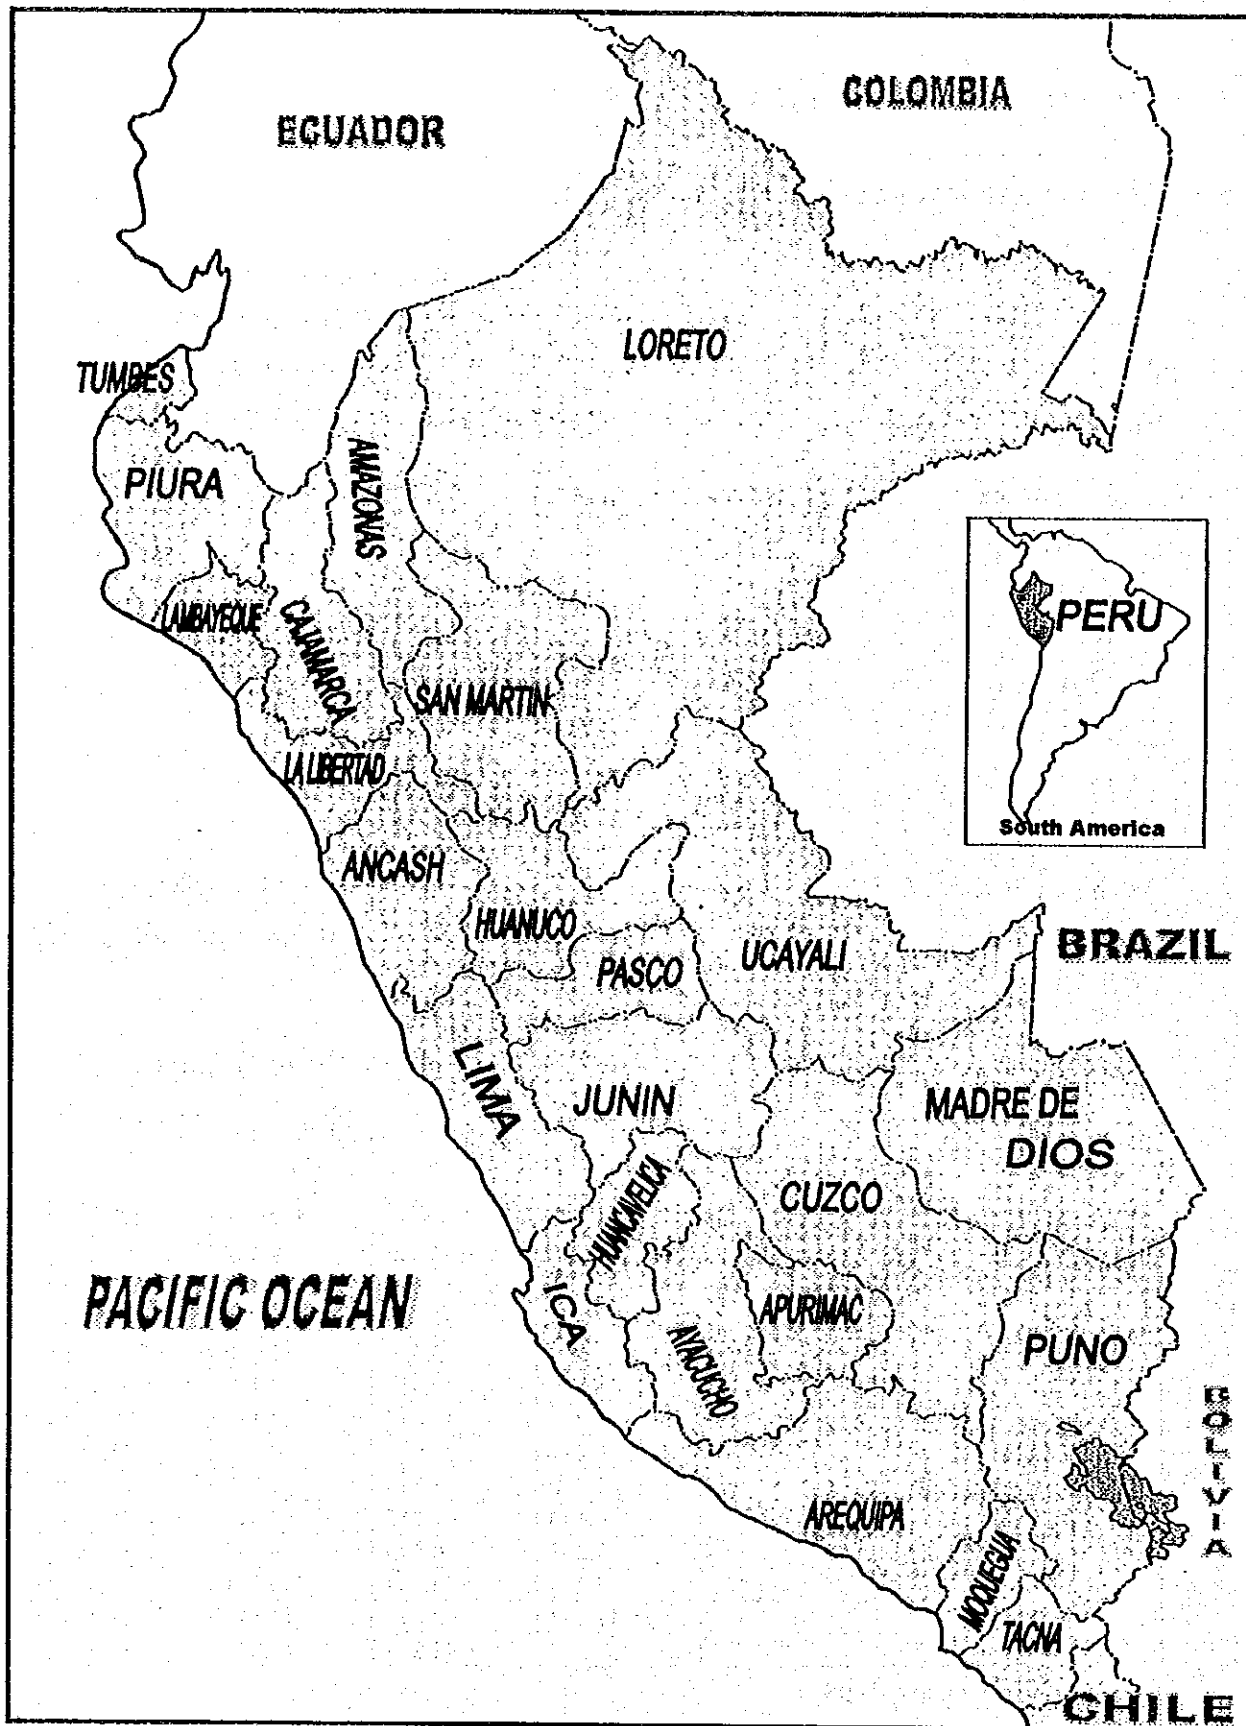 COLOMBIA
ECUADOR
LORETO
TUMBES
AMAZONAS
PIURA
LAMBAYEQUE
CAJAMARCA
PERU
SAN MARTIN
LA LIBERTAD
South America
ANCASH
HUANUCO
UCAYALI
BRAZIL
PASCO
LIMA
JUNIN
MADRE DE
DIOS
HUANCAVELICA
CUZCO
PACIFIC OCEAN
ICA
APURIMAC
AYACUCHO
PUNO
BOLIVIA
AREQUIPA
MOQUEGUA
TACNA
CHILE